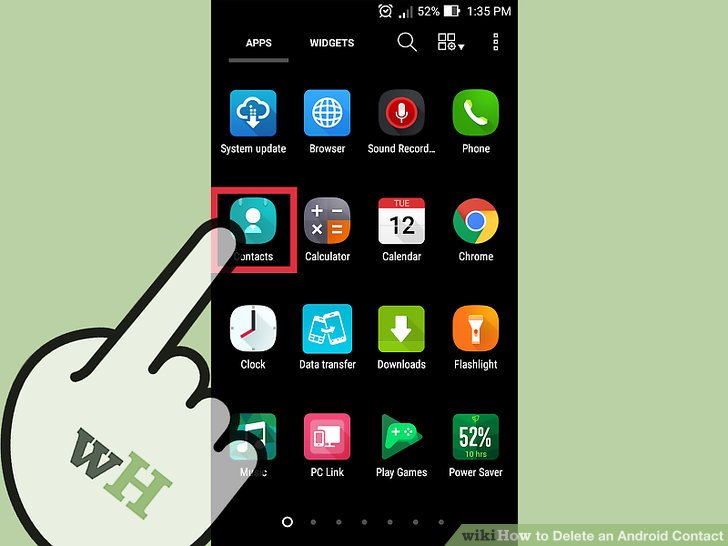 52% 1:35 PM
APPS WIDGETS
System update Browser Sound Record... Phone
TUE
12
Contacts Calculator Calendar Chrome
Clock Data transfer Downloads Flashlight
52%
10 hrs
Music PC Link Play Games Power Saver
wH
wikiHow to Delete an Android Contact